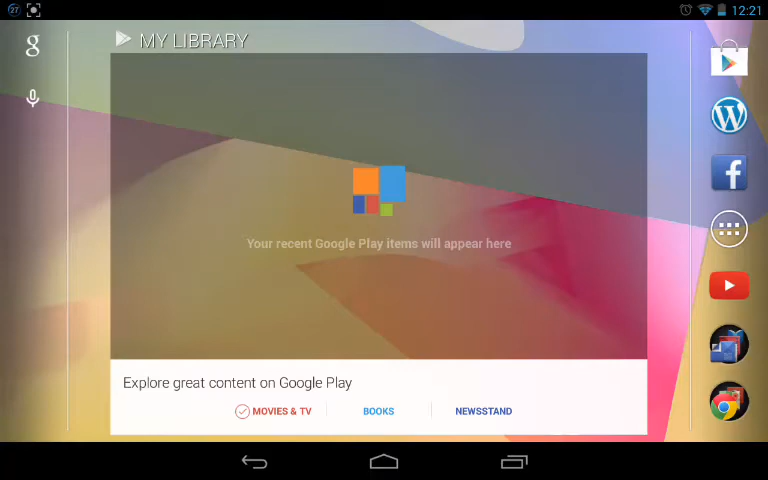 27
12:21
g
MY LIBRARY
W
f
Your recent Google Play items will appear here
Explore great content on Google Play
MOVIES & TV
BOOKS
NEWSSTAND